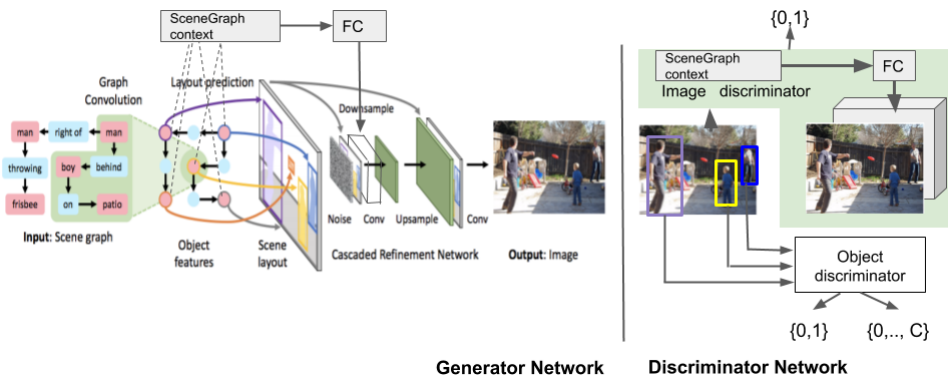 SceneGraph
context
FC
Graph
Convolution
Layout prediction
Downsample
man
right of
man
throwing
boy
behind
frisbee
on
patio
Input: Scene graph
Object
features
Scene
layout
Noise
Conv
Upsample
Conv
Cascaded Refinement Network
Output: Image
Generator Network
{0,1}
SceneGraph
context
FC
Image discriminator
Object
discriminator
{0,1}
{0,.., C}
Discriminator Network